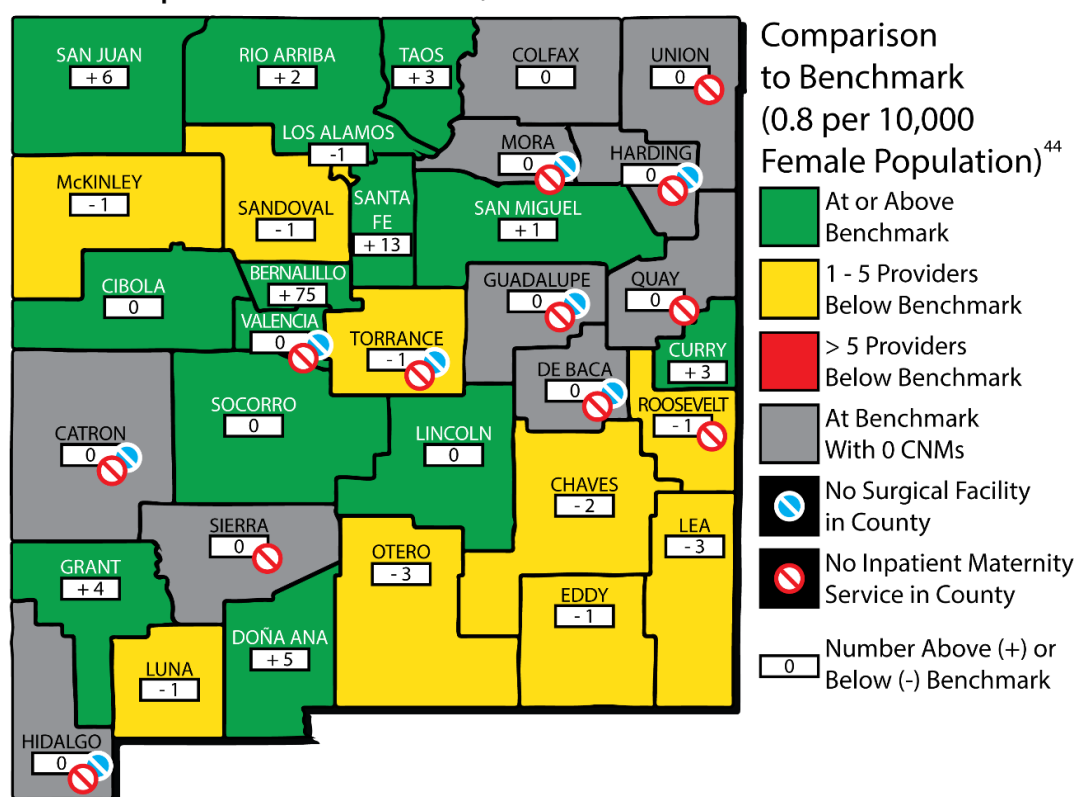 SAN JUAN
+ 6
RIO ARRIBA
+ 2
TAOS
+ 3
COLFAX
0
UNION
0
LOS ALAMOS
-1
MORA
0
HARDING
0
McKINLEY
- 1
SANDOVAL
- 1
SANTA
FE
+ 13
SAN MIGUEL
+ 1
CIBOLA
0
BERNALILLO
+ 75
GUADALUPE
0
QUAY
0
VALENCIA
0
TORRANCE
- 1
CURRY
+ 3
DE BACA
0
SOCORRO
0
LINCOLN
0
ROOSEVELT
- 1
CATRON
0
CHAVES
- 2
SIERRA
0
LEA
- 3
OTERO
- 3
GRANT
+ 4
EDDY
- 1
DOÑA ANA
+ 5
LUNA
- 1
HIDALGO
0
Comparison
to Benchmark
(0.8 per 10,000
Female Population)44
At or Above
Benchmark
1 - 5 Providers
Below Benchmark
> 5 Providers
Below Benchmark
At Benchmark
With 0 CNMs
No Surgical Facility
in County
No Inpatient Maternity
Service in County
0
Number Above (+) or
Below (-) Benchmark